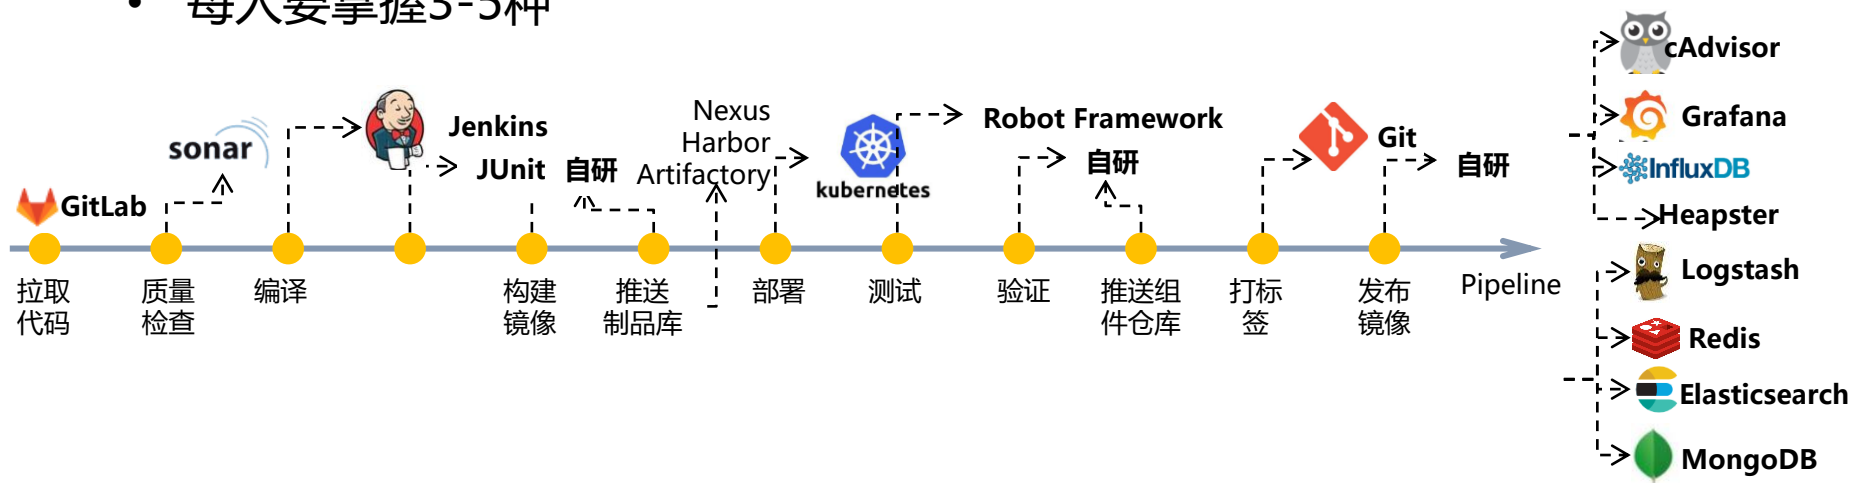 • 每人要掌握3-5种
cAdvisor
Grafana
InfluxDB
Heapster
Logstash
Redis
Elasticsearch
MongoDB
GitLab
sonar
Jenkins
JUnit
自研
Nexus
Harbor
Artifactory
kubernetes
Robot Framework
自研
Git
自研
拉取
代码
质量
检查
编译
构建
镜像
推送
制品库
部署
测试
验证
推送组
件仓库
打标
签
发布
镜像
Pipeline